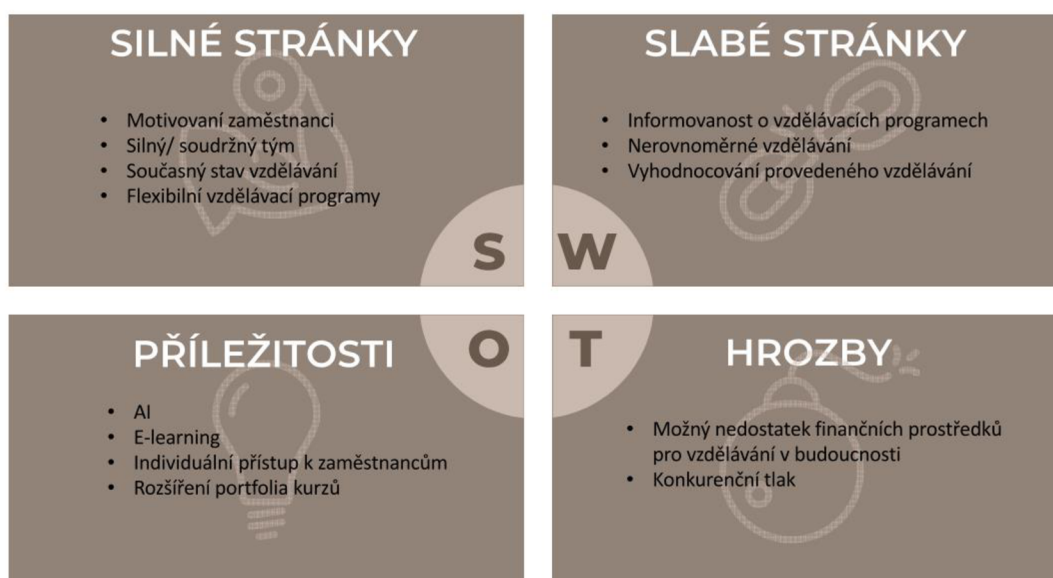 SILNÉ STRÁNKY
• Motivovaní zaměstnanci
• Silný/ soudržný tým
• Současný stav vzdělávání
• Flexibilní vzdělávací programy
S
SLABÉ STRÁNKY
• Informovanost o vzdělávacích programech
• Nerovnoměrné vzdělávání
• Vyhodnocování provedeného vzdělávání
W
PŘÍLEŽITOSTI
• AI
• E-learning
• Individuální přístup k zaměstnancům
• Rozšíření portfolia kurzů
O
HROZBY
• Možný nedostatek finančních prostředků
pro vzdělávání v budoucnosti
• Konkurenční tlak
T